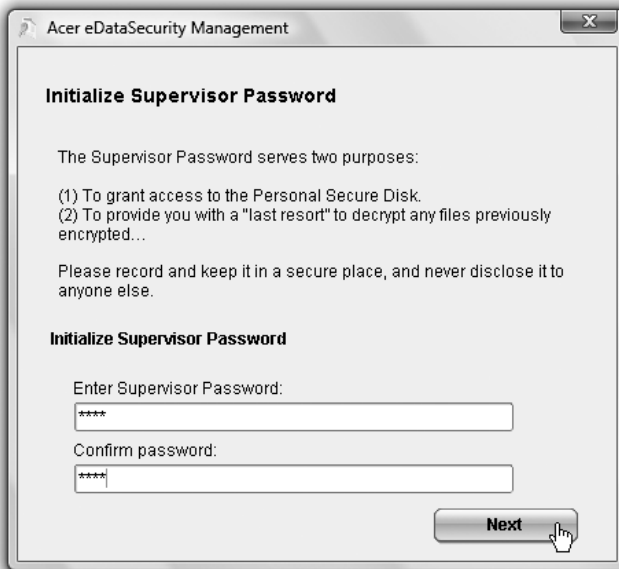 Acer eDataSecurity Management
x
Initialize Supervisor Password
The Supervisor Password serves two purposes:
(1) To grant access to the Personal Secure Disk.
(2) To provide you with a "last resort" to decrypt any files previously
encrypted...
Please record and keep it in a secure place, and never disclose it to
anyone else.
Initialize Supervisor Password
Enter Supervisor Password:
****
Confirm password:
****
Next